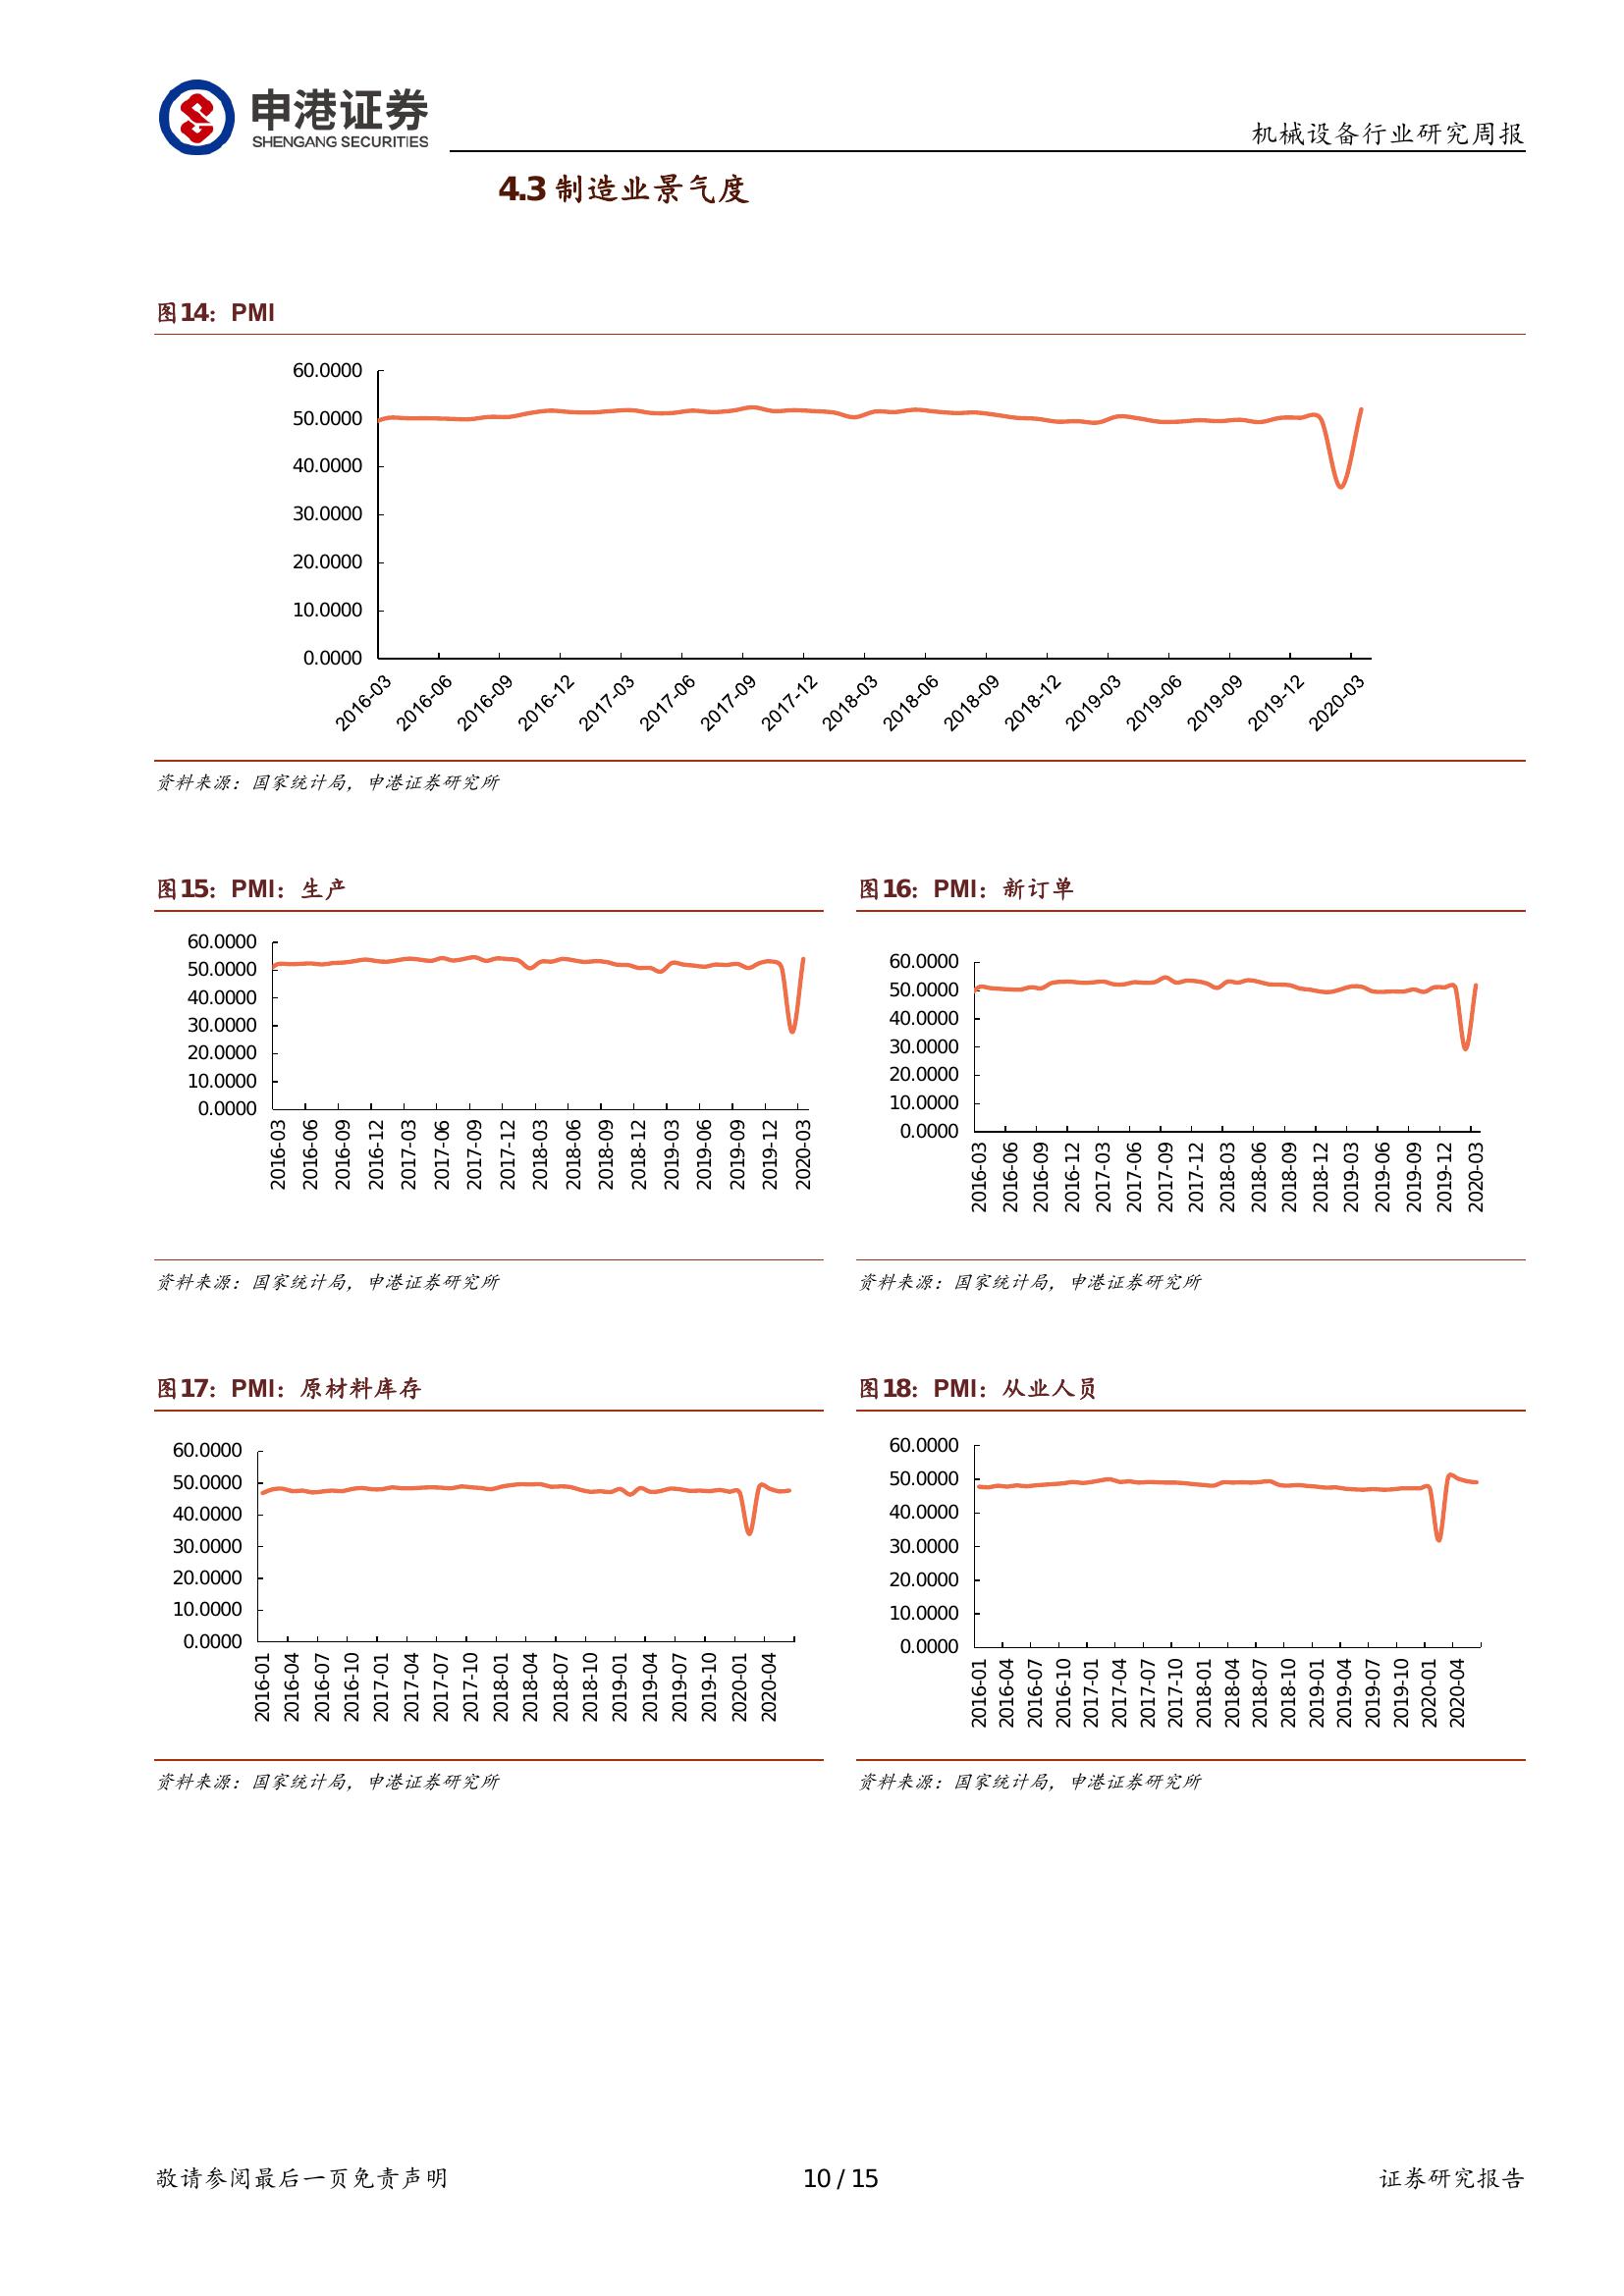 申港证券
SHENGANG SECURITIES
机械设备行业研究周报
4.3 制造业景气度
图14：PMI
60.0000
50.0000
40.0000
30.0000
20.0000
10.0000
0.0000
2016-03 2016-06 2016-09 2016-12 2017-03 2017-06 2017-09 2017-12 2018-03 2018-06 2018-09 2018-12 2019-03 2019-06 2019-09 2019-12 2020-03
资料来源：国家统计局，申港证券研究所
图15：PMI：生产
60.0000
50.0000
40.0000
30.0000
20.0000
10.0000
0.0000
2016-03 2016-06 2016-09 2016-12 2017-03 2017-06 2017-09 2017-12 2018-03 2018-06 2018-09 2018-12 2019-03 2019-06 2019-09 2019-12 2020-03
资料来源：国家统计局，申港证券研究所
图16：PMI：新订单
60.0000
50.0000
40.0000
30.0000
20.0000
10.0000
0.0000
2016-03 2016-06 2016-09 2016-12 2017-03 2017-06 2017-09 2017-12 2018-03 2018-06 2018-09 2018-12 2019-03 2019-06 2019-09 2019-12 2020-03
资料来源：国家统计局，申港证券研究所
图17：PMI：原材料库存
60.0000
50.0000
40.0000
30.0000
20.0000
10.0000
0.0000
2016-01 2016-04 2016-07 2016-10 2017-01 2017-04 2017-07 2017-10 2018-01 2018-04 2018-07 2018-10 2019-01 2019-04 2019-07 2019-10 2020-01 2020-04
资料来源：国家统计局，申港证券研究所
图18：PMI：从业人员
60.0000
50.0000
40.0000
30.0000
20.0000
10.0000
0.0000
2016-01 2016-04 2016-07 2016-10 2017-01 2017-04 2017-07 2017-10 2018-01 2018-04 2018-07 2018-10 2019-01 2019-04 2019-07 2019-10 2020-01 2020-04
资料来源：国家统计局，申港证券研究所
敬请参阅最后一页免责声明
10 / 15
证券研究报告